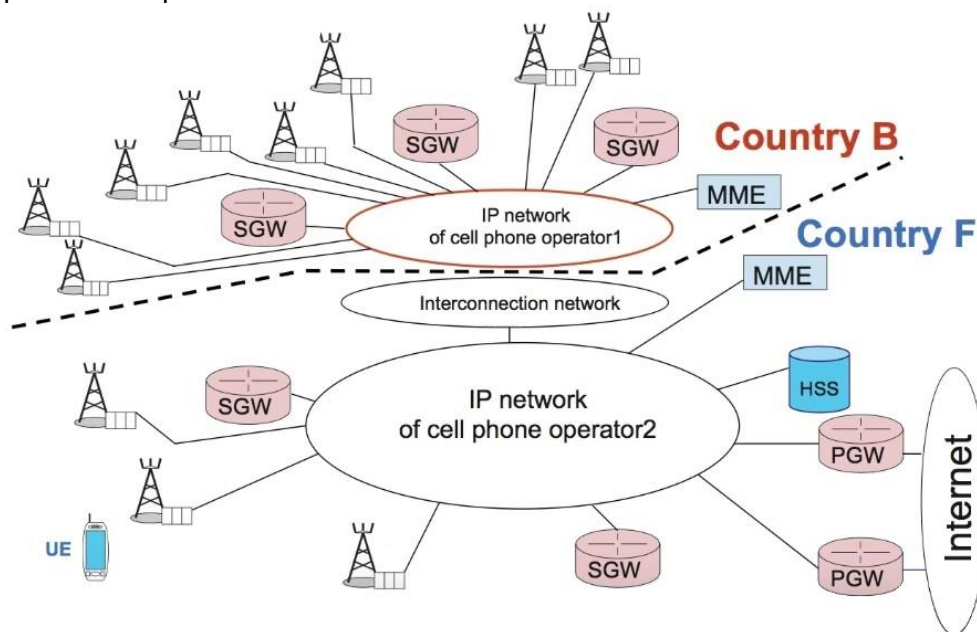 SGW
SGW
Country B
SGW
MME
IP network
of cell phone operator1
Country F
MME
Interconnection network
SGW
HSS
IP network
of cell phone operator2
PGW
Internet
UE
SGW
PGW